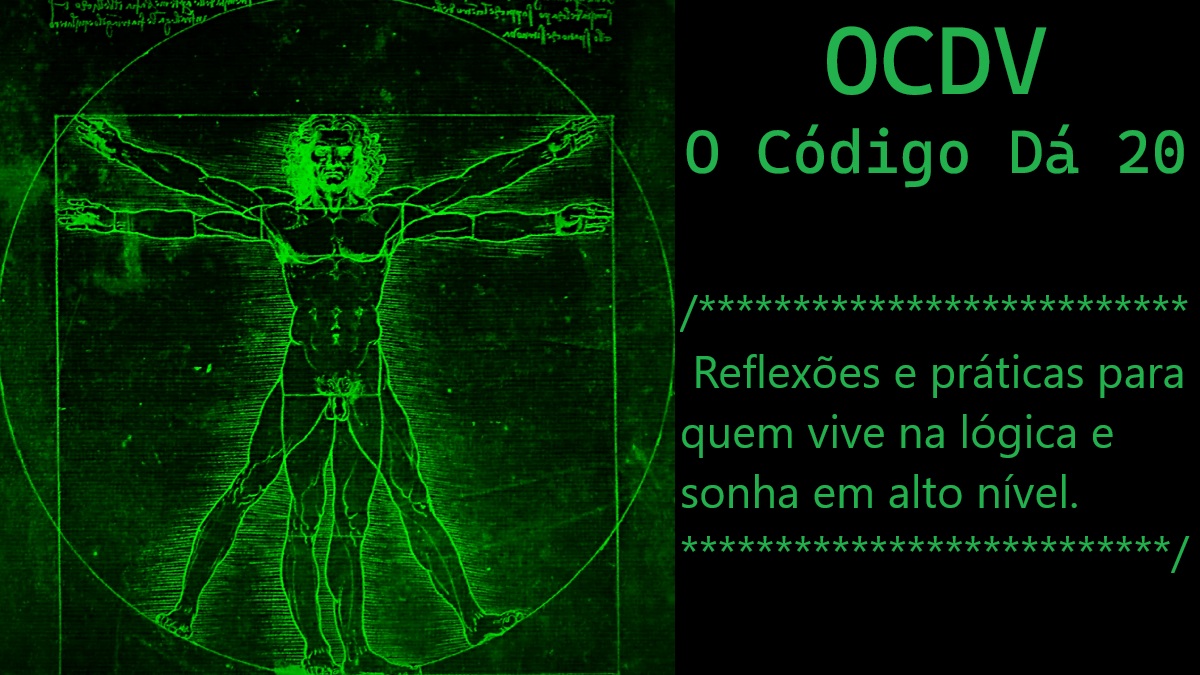 OCDV
O Código Dá 20
/**************************
Reflexões e práticas para
quem vive na lógica e
sonha em alto nível.
**************************/